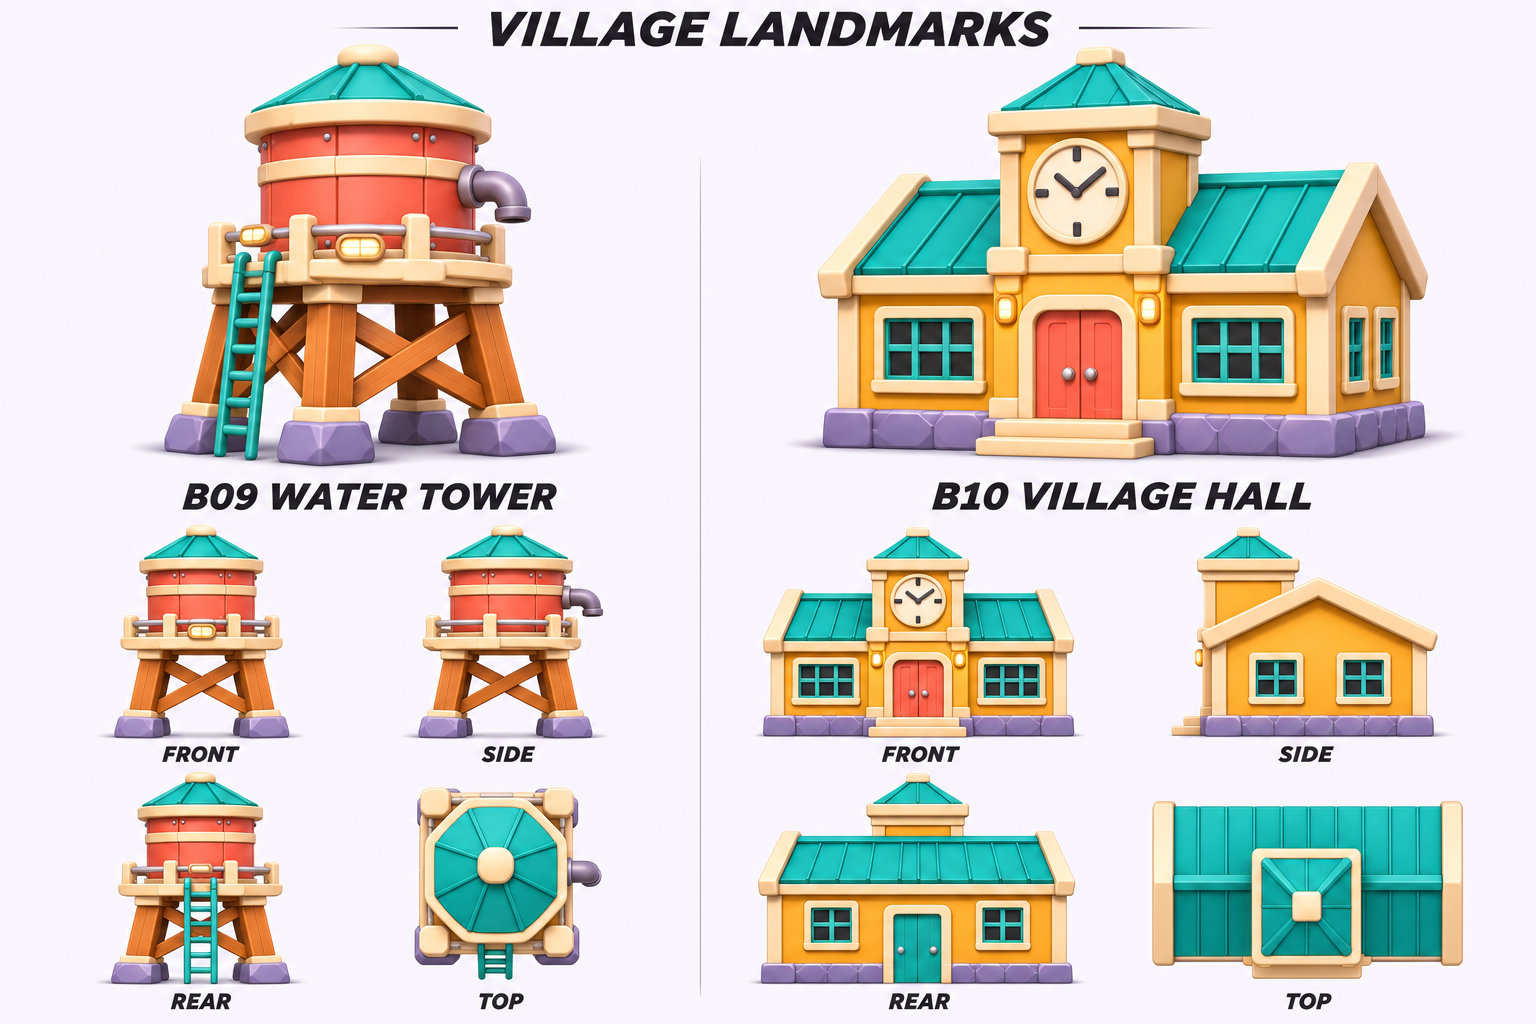 VILLAGE LANDMARKS
B09 WATER TOWER
FRONT
SIDE
REAR
TOP
B10 VILLAGE HALL
FRONT
SIDE
REAR
TOP